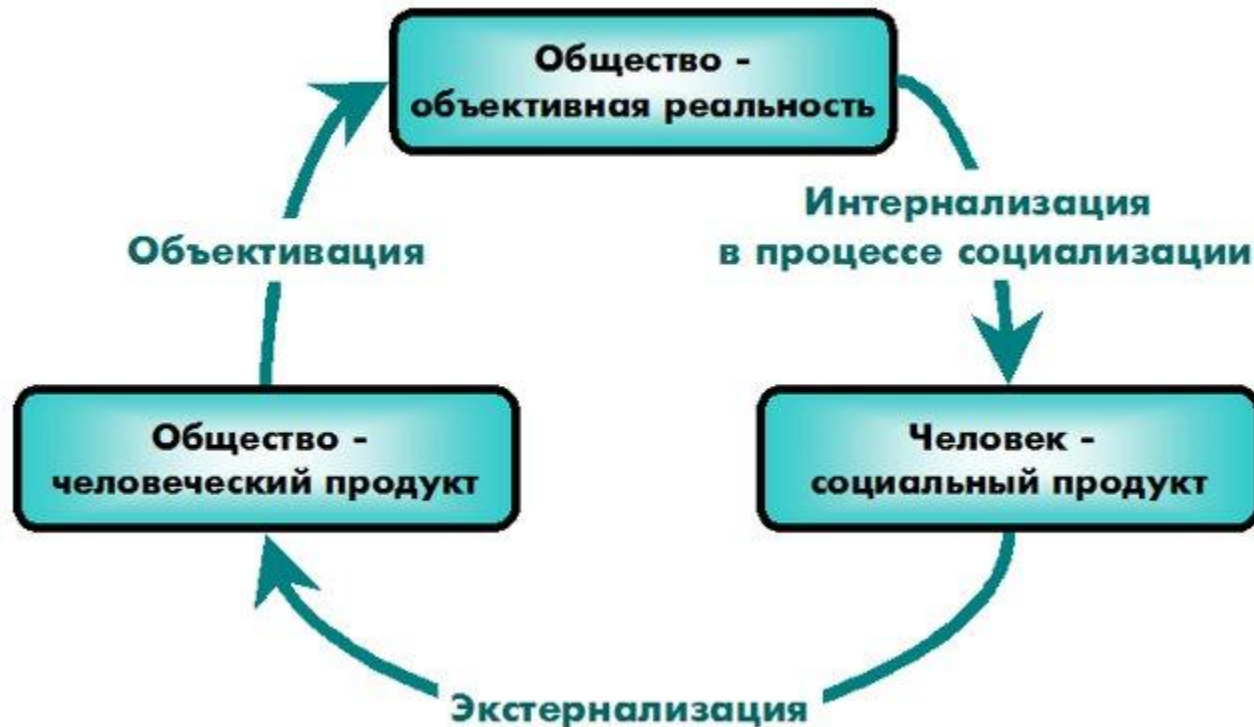 Общество -
объективная реальность
Интернализация
в процессе социализации
Объективация
Общество -
человеческий продукт
Человек -
социальный продукт
Экстернализация